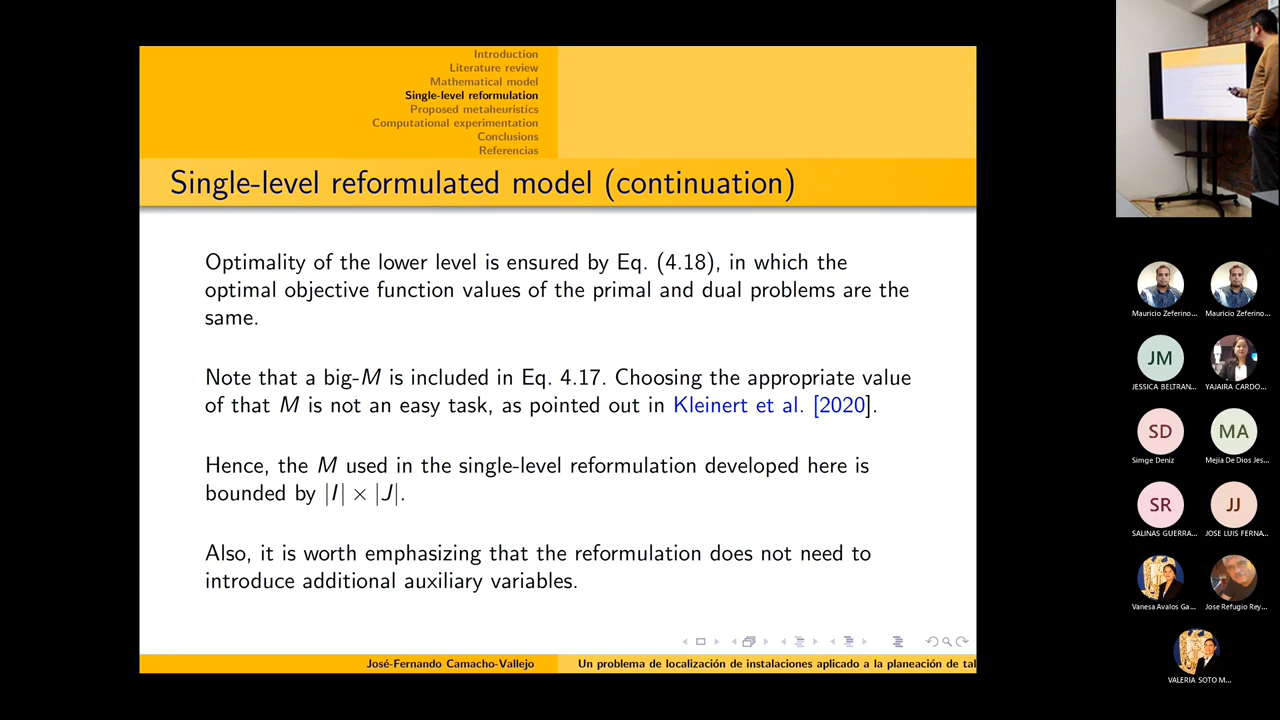 Introduction
Literature review
Mathematical model
Single-level reformulation
Proposed metaheuristics
Computational experimentation
Conclusions
Referencias
Single-level reformulated model (continuation)
Optimality of the lower level is ensured by Eq. (4.18), in which the
optimal objective function values of the primal and dual problems are the
same.
Note that a big-M is included in Eq. 4.17. Choosing the appropriate value
of that M is not an easy task, as pointed out in Kleinert et al. [2020].
Hence, the M used in the single-level reformulation developed here is
bounded by |I| × |J|.
Also, it is worth emphasizing that the reformulation does not need to
introduce additional auxiliary variables.
José-Fernando Camacho-Vallejo
Un problema de localización de instalaciones aplicado a la planeación de tal
Mauricio Zeferino...
Mauricio Zeferino...
JM
JESSICA BELTRAN...
YAJAIRA CARDO...
SD
Simge Deniz
MA
Mejia De Dios Jes...
SR
SALINAS GUERRA...
JJ
JOSE LUIS FERNA...
Vanesa Avalos Ga...
Jose Refugio Rey...
VALERIA SOTO M...